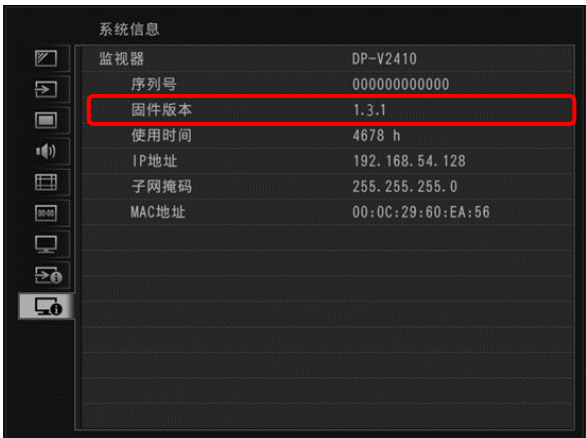 系统信息
监视器 DP-V2410
序列号 000000000000
固件版本 1.3.1
使用时间 4678 h
IP地址 192.168.54.128
子网掩码 255.255.255.0
MAC地址 00:0C:29:60:EA:56
00:00